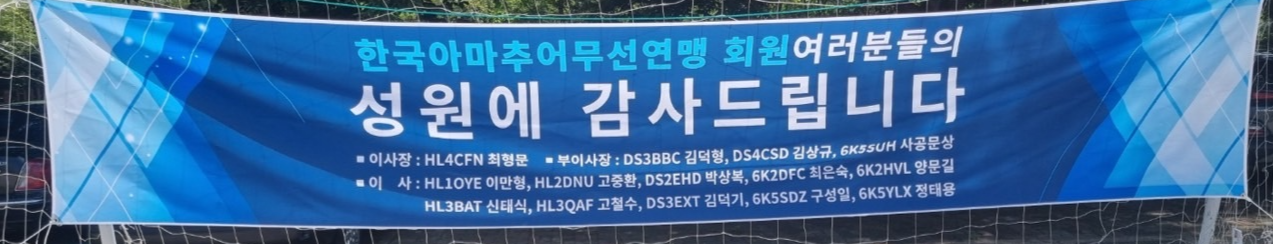 한국아마추어무선연맹 회원여러분들의
성원에 감사드립니다
▪ 이사장 : HL4CFN 최형문 ▪ 부이사장 : DS3BBC 김덕형, DS4CSD 김상규, 6K5SUH 사공문상
▪ 이 사 : HL1OYE 이만형, HL2DNU 고중환, DS2EHD 박상복, 6K2DFC 최은숙, 6K2HVL 양문길
HL3BAT 신태식, HL3QAF 고철수, DS3EXT 김덕기, 6K5SDZ 구성일, 6K5YLX 정태용